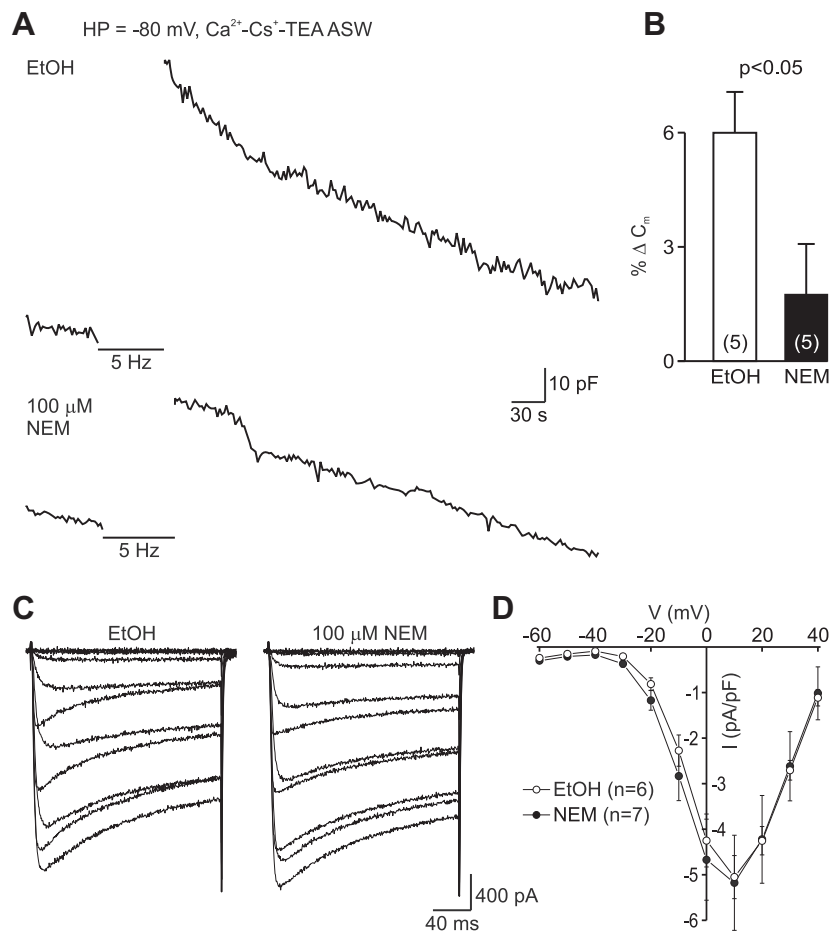 A
HP = -80 mV, Ca²⁺-Cs⁺-TEA ASW
EtOH
5 Hz
10 pF
30 s
100 μM
NEM
5 Hz
B
p<0.05
6
3
0
% Δ Cₘ
(5)
(5)
EtOH
NEM
C
EtOH
100 μM NEM
400 pA
40 ms
D
V (mV)
-60
-40
-20
0
20
40
-1
-2
-3
-4
-5
-6
I (pA/pF)
EtOH (n=6)
NEM (n=7)